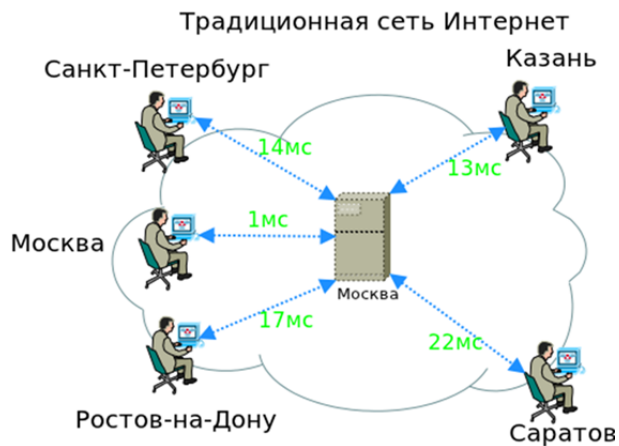 Традиционная сеть Интернет
Санкт-Петербург
Казань
14мс
13мс
Москва
1мс
Москва
17мс
22мс
Ростов-на-Дону
Саратов